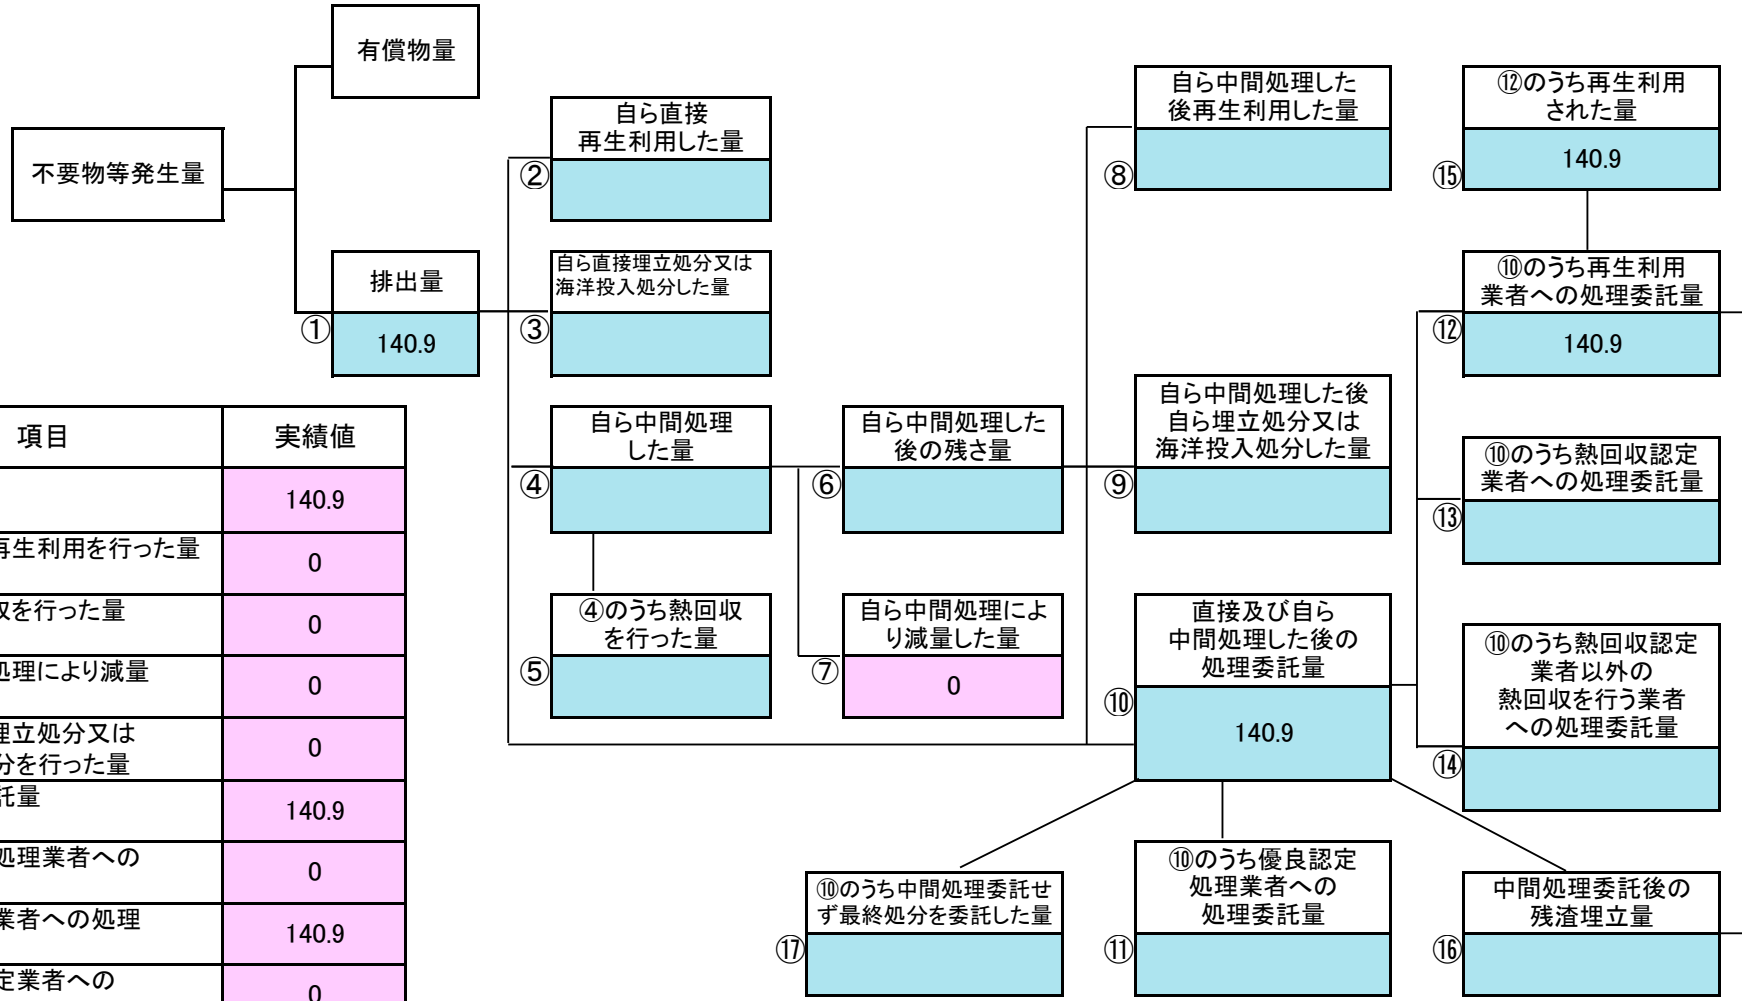 有償物量
不要物等発生量
排出量
①
140.9
自ら直接
再生利用した量
②
自ら直接埋立処分又は
海洋投入処分した量
③
自ら中間処理
した量
④
④のうち熱回収
を行った量
⑤
自ら中間処理した
後の残さ量
⑥
自ら中間処理によ
り減量した量
⑦
0
自ら中間処理した
後再生利用した量
⑧
自ら中間処理した後
自ら埋立処分又は
海洋投入処分した量
⑨
直接及び自ら
中間処理した後の
処理委託量
⑩
140.9
⑩のうち優良認定
処理業者への
処理委託量
⑪
⑫のうち再生利用
された量
⑮
140.9
⑩のうち再生利用
業者への処理委託量
⑫
140.9
⑩のうち熱回収認定
業者への処理委託量
⑬
⑩のうち熱回収認定
業者以外の
熱回収を行う業者
への処理委託量
⑭
中間処理委託後の
残渣埋立量
⑯
⑩のうち中間処理委託せ
ず最終処分を委託した量
⑰
項目
実績値
140.9
再生利用を行った量
0
収を行った量
0
処理により減量
0
埋立処分又は
分を行った量
0
託量
140.9
処理業者への
0
業者への処理
140.9
定業者への
0